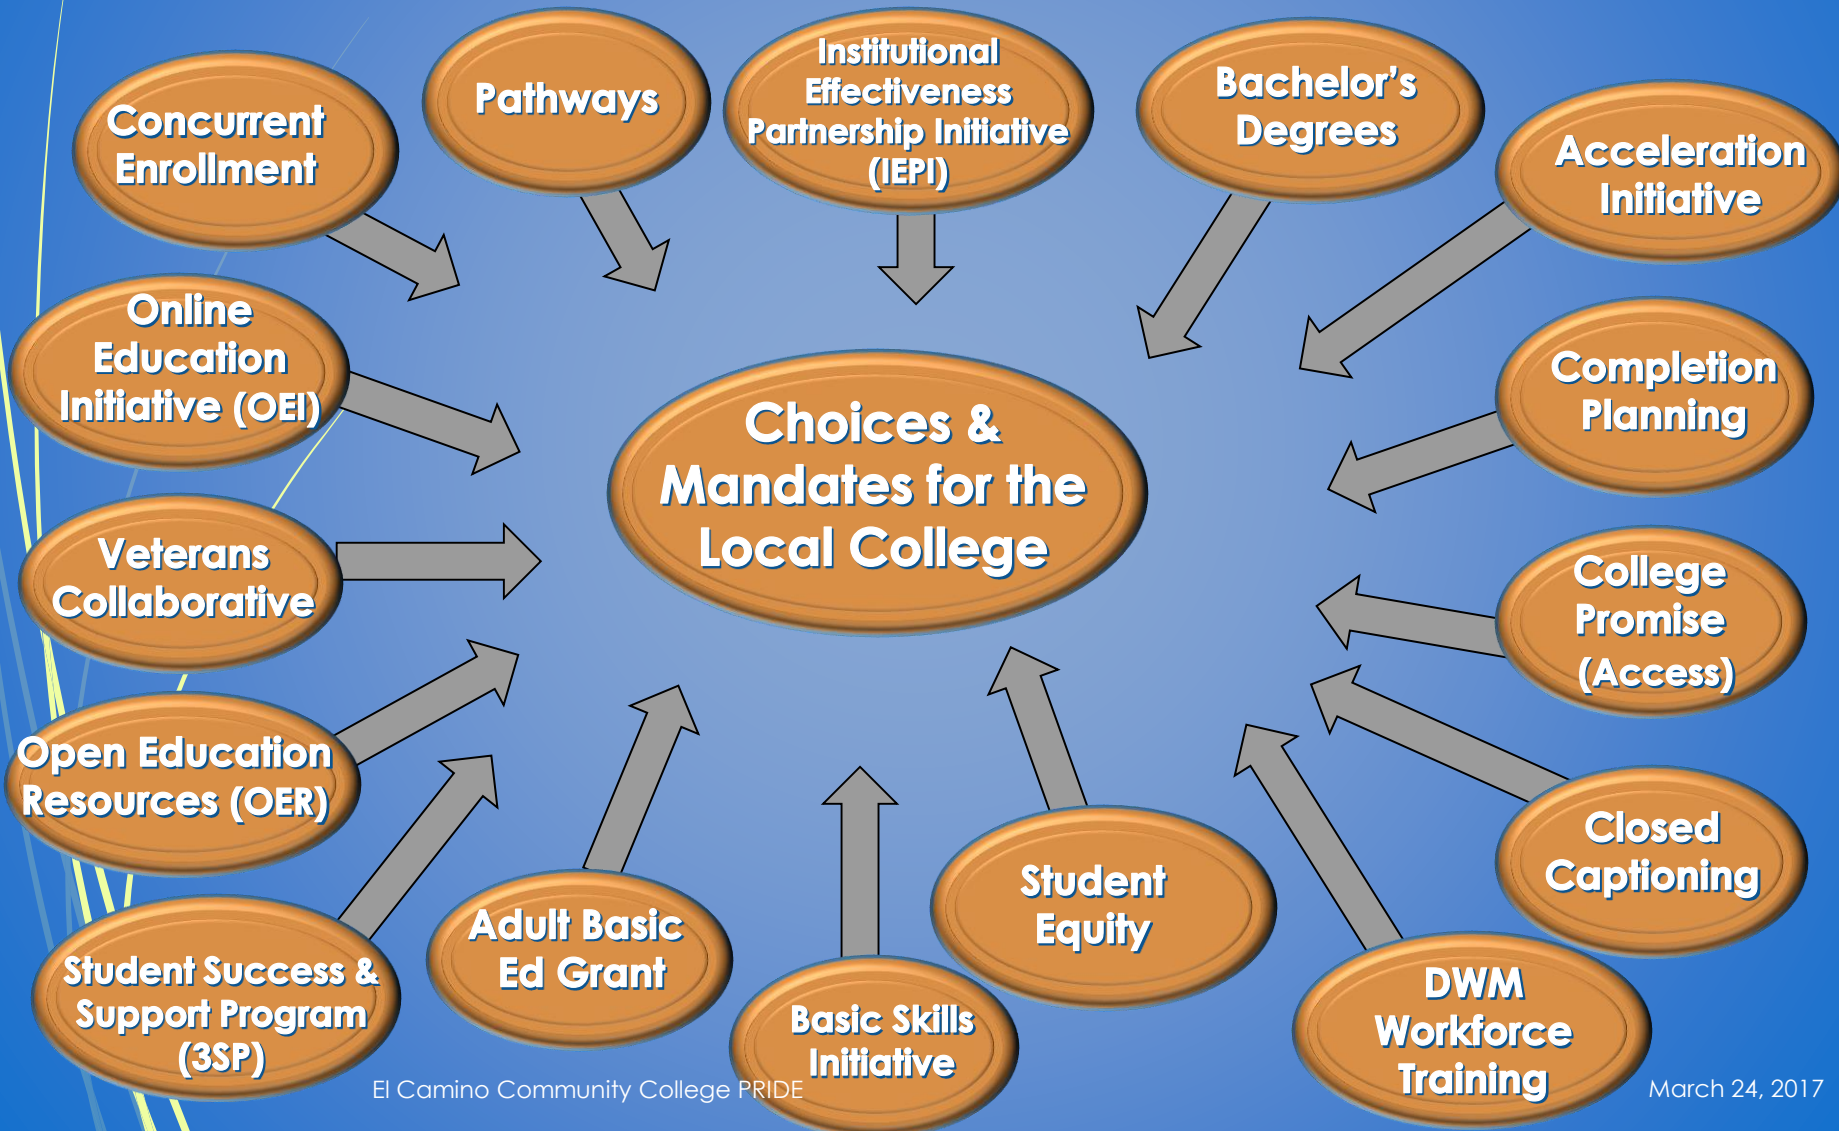 Concurrent
Enrollment
Pathways
Institutional
Effectiveness
Partnership Initiative
(IEPI)
Bachelor’s
Degrees
Acceleration
Initiative
Online
Education
Initiative (OEI)
Choices &
Mandates for the
Local College
Completion
Planning
Veterans
Collaborative
College
Promise
(Access)
Open Education
Resources (OER)
Closed
Captioning
Student Success &
Support Program
(3SP)
Adult Basic
Ed Grant
Basic Skills
Initiative
Student
Equity
DWM
Workforce
Training
El Camino Community College PRIDE
March 24, 2017